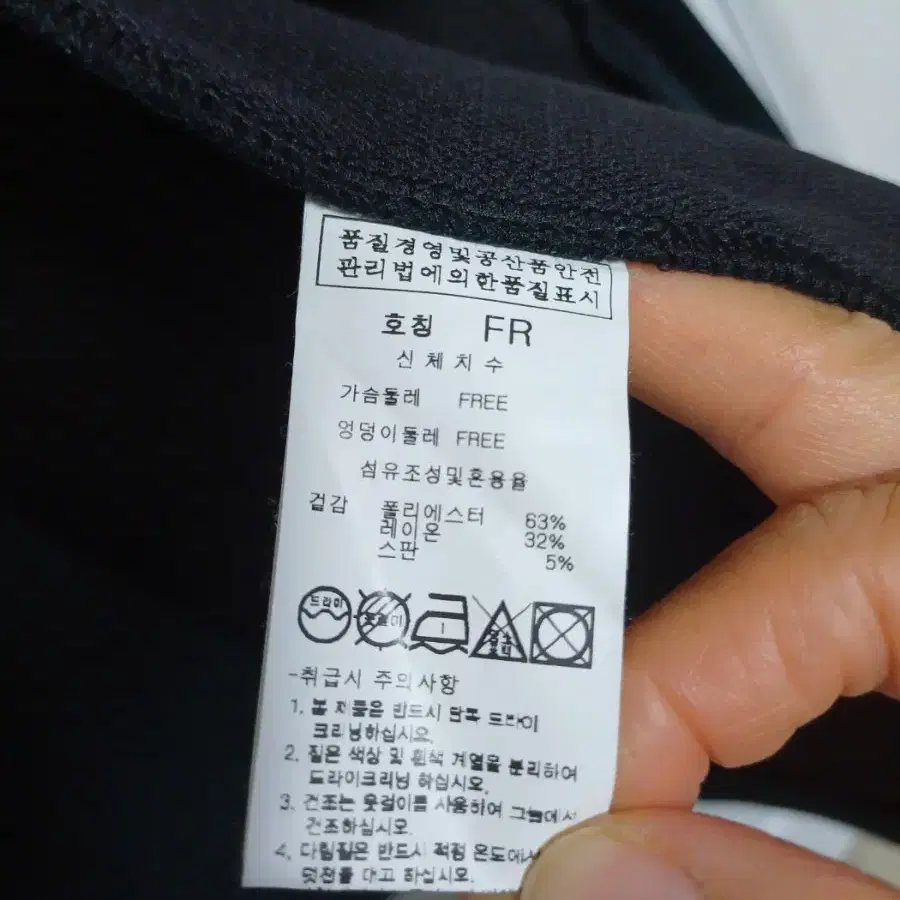 품질경영및공산품안전
관리법에의한품질표시
호칭 FR
신체치수
가슴둘레 FREE
엉덩이둘레 FREE
섬유조성및혼용율
겉감 폴리에스터 63%
레이온 32%
스판 5%
드라이
-취급시 주의사항
1. 본 제품은 반드시 단독 드라이
크리닝하십시오.
2. 짙은 색상 및 흰색 계열을 분리하여
드라이크리닝 하십시오.
3. 건조는 옷걸이를 사용하여 그늘에서
건조하십시오.
4. 다림질은 반드시 적정 온도에서
덧천을 대고 하십시오.